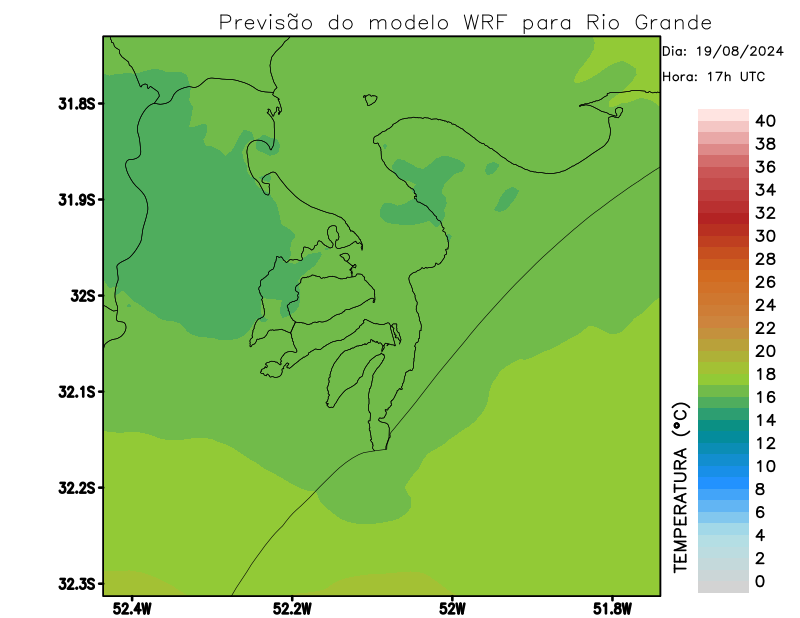 Previsão do modelo WRF para Rio Grande
Dia: 19/08/2024
Hora: 17h UTC
31.8S
31.9S
32S
32.1S
32.2S
32.3S
52.4W
52.2W
52W
51.8W
TEMPERATURA (°C)
40
38
36
34
32
30
28
26
24
22
20
18
16
14
12
10
8
6
4
2
0